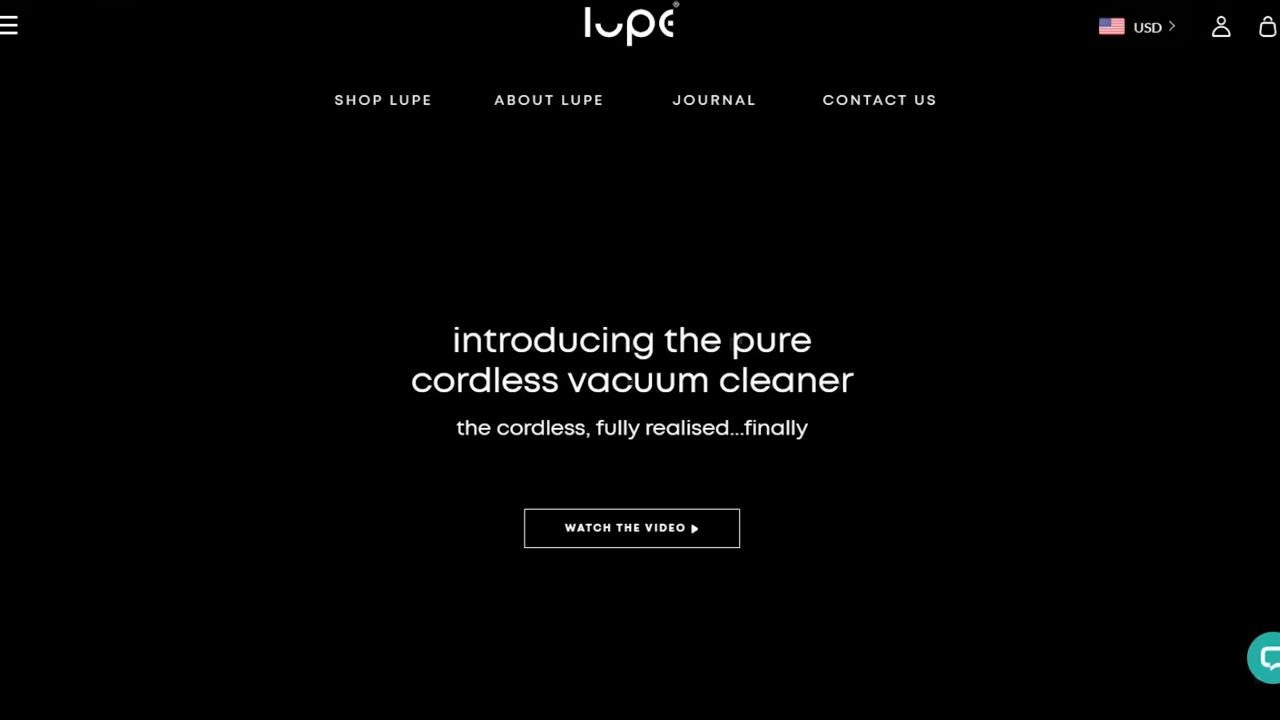 lupe®
USD
SHOP LUPE ABOUT LUPE JOURNAL CONTACT US
introducing the pure
cordless vacuum cleaner
the cordless, fully realised...finally
WATCH THE VIDEO